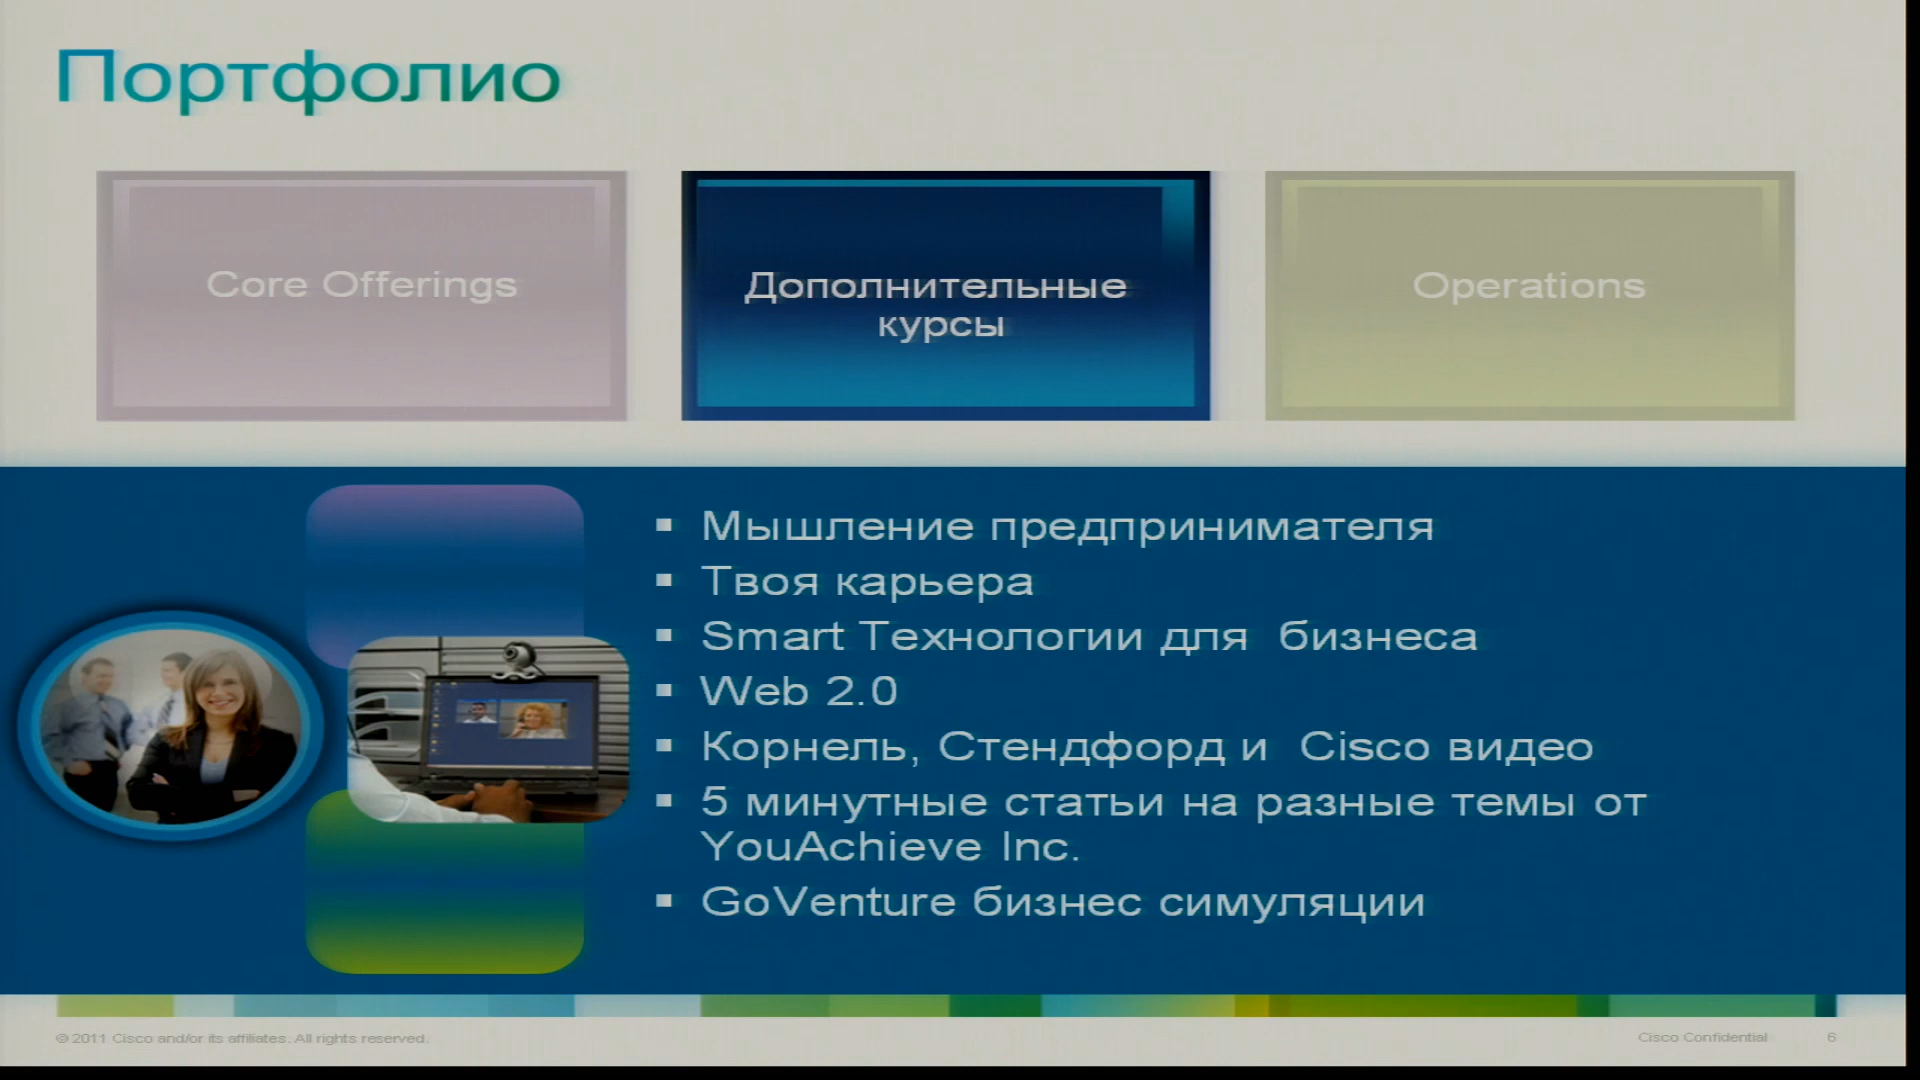 Портфолио
Core Offerings
Дополнительные
курсы
Operations
Мышление предпринимателя
Твоя карьера
Smart Технологии для бизнеса
Web 2.0
Корнель, Стендфорд и Cisco видео
5 минутные статьи на разные темы от
YouAchieve Inc.
GoVenture бизнес симуляции
© 2011 Cisco and/or its affiliates. All rights reserved.
Cisco Confidential
6